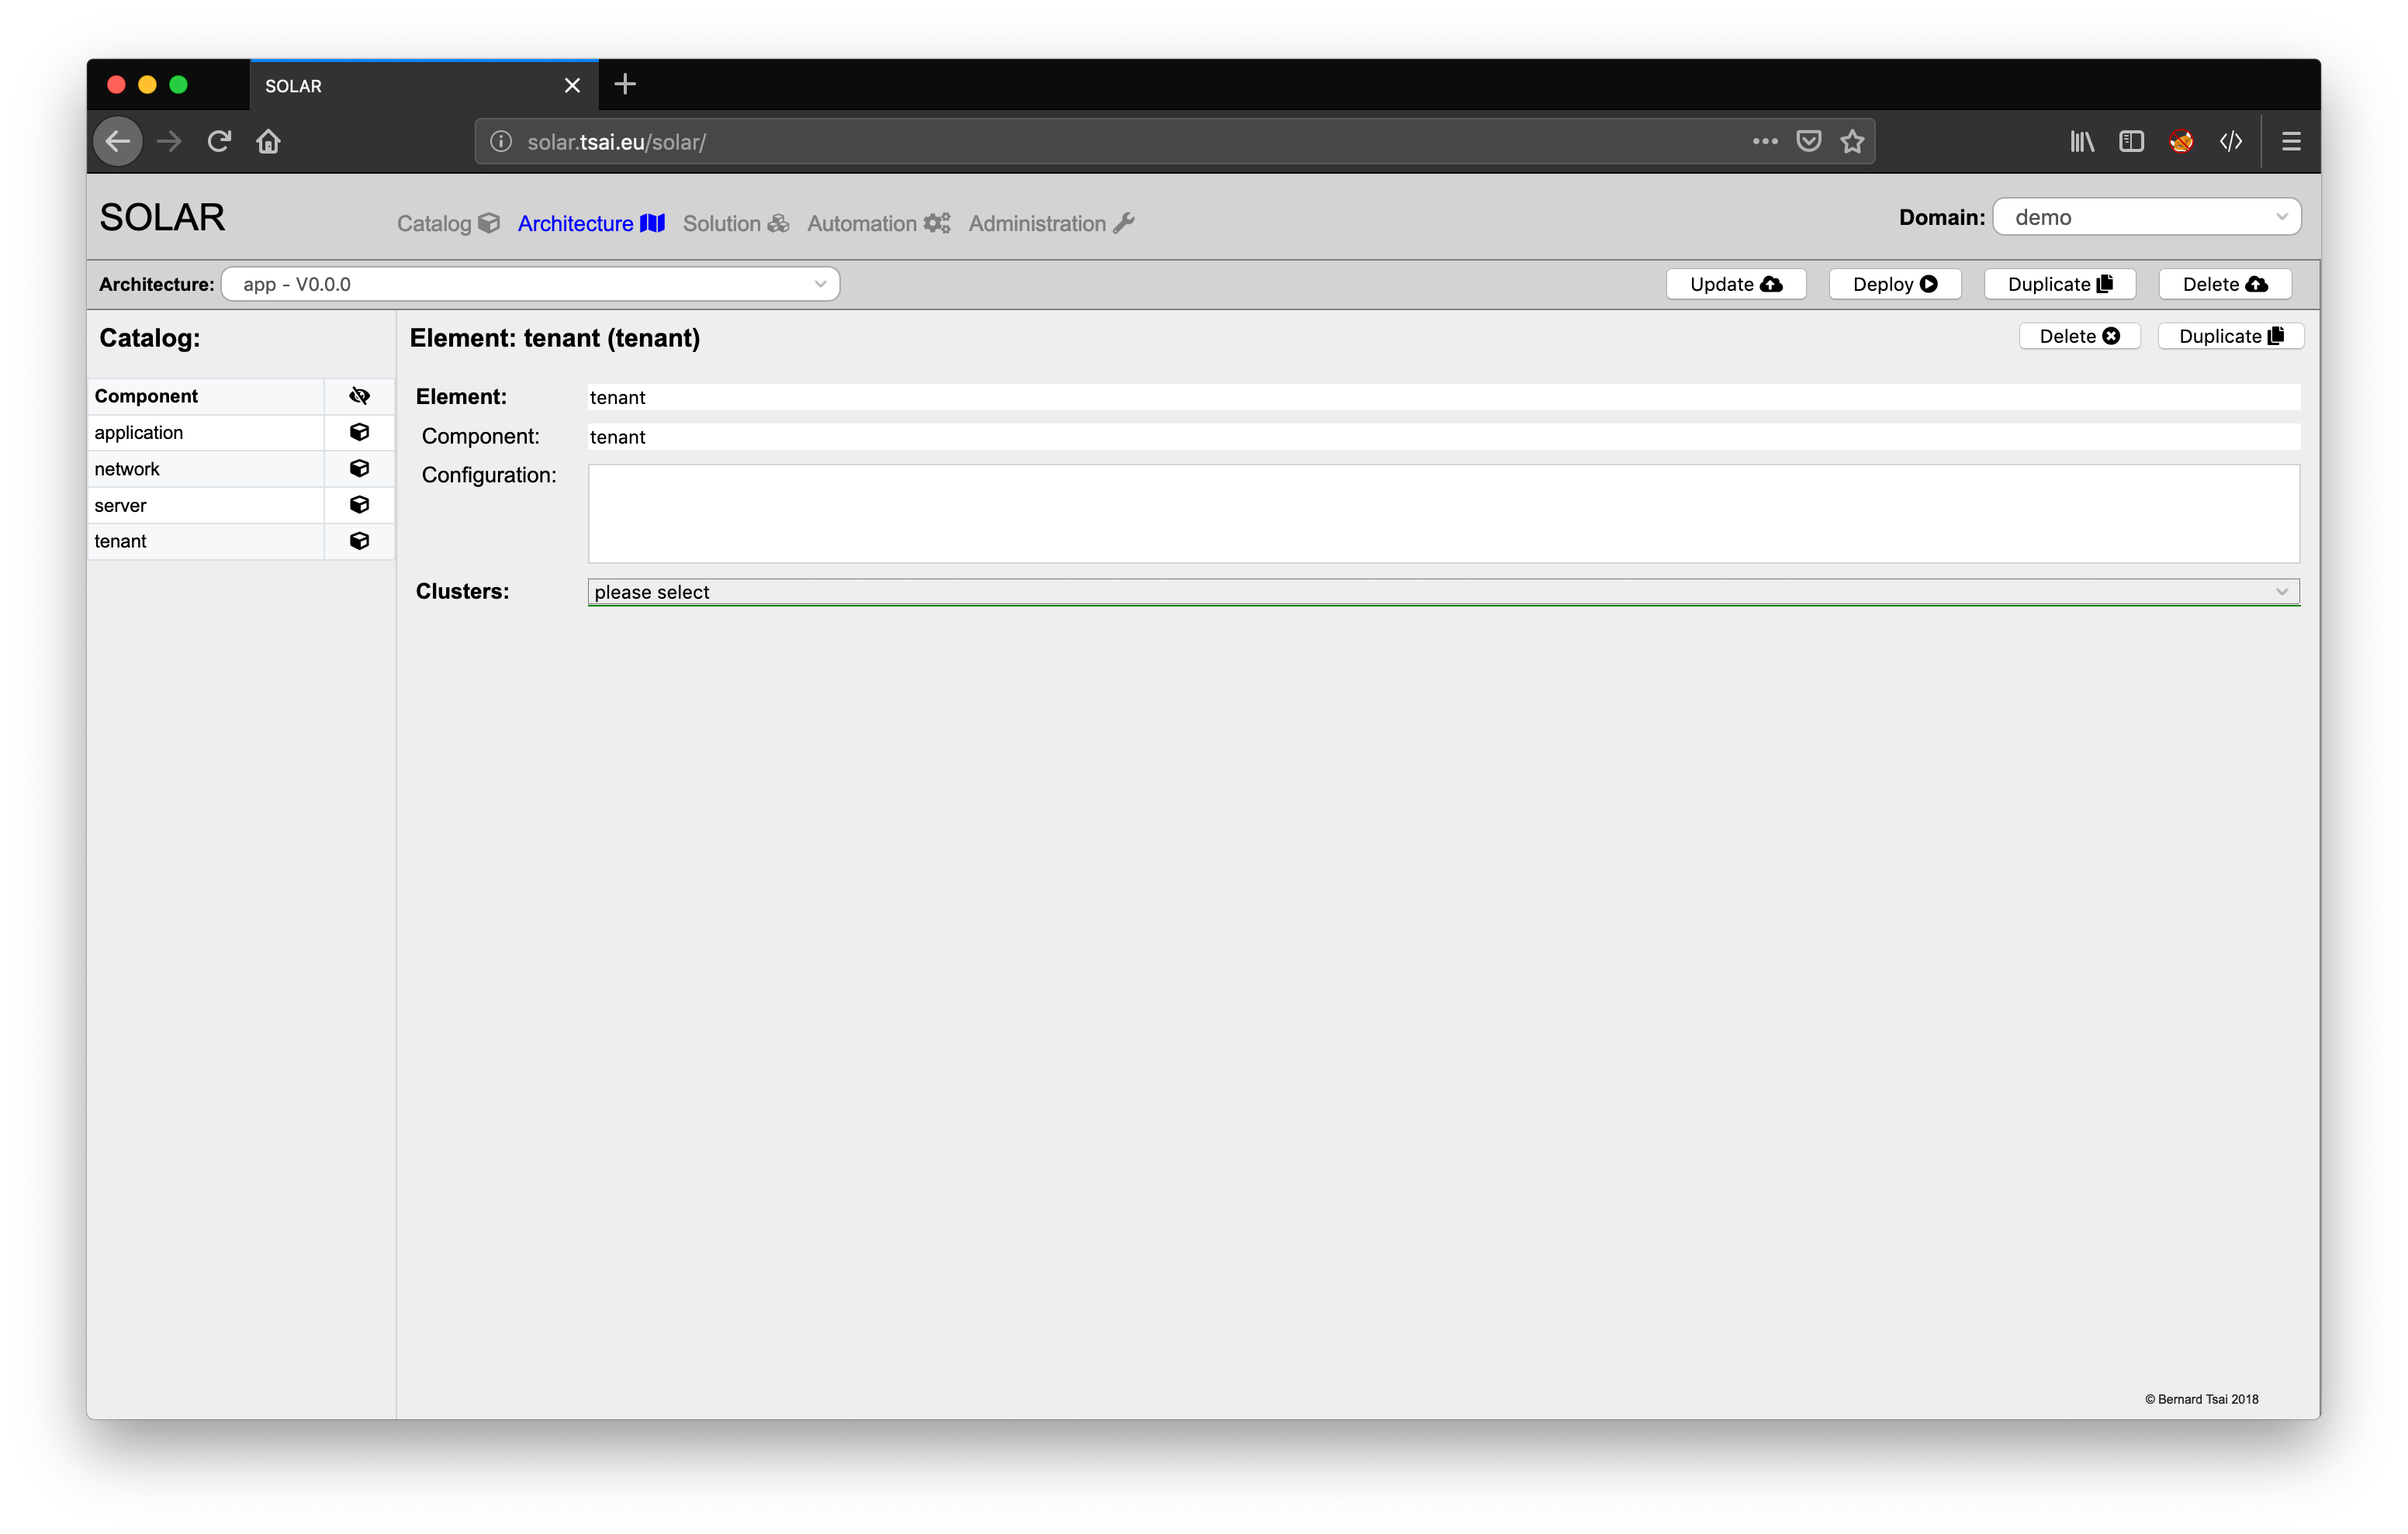 SOLAR
solar.tsai.eu/solar/
SOLAR
Catalog Architecture Solution Automation Administration
Domain: demo
Architecture: app - V0.0.0
Update Deploy Duplicate Delete
Catalog:
Component
application
network
server
tenant
Element: tenant (tenant)
Delete Duplicate
Element: tenant
Component: tenant
Configuration:
Clusters: please select
© Bernard Tsai 2018